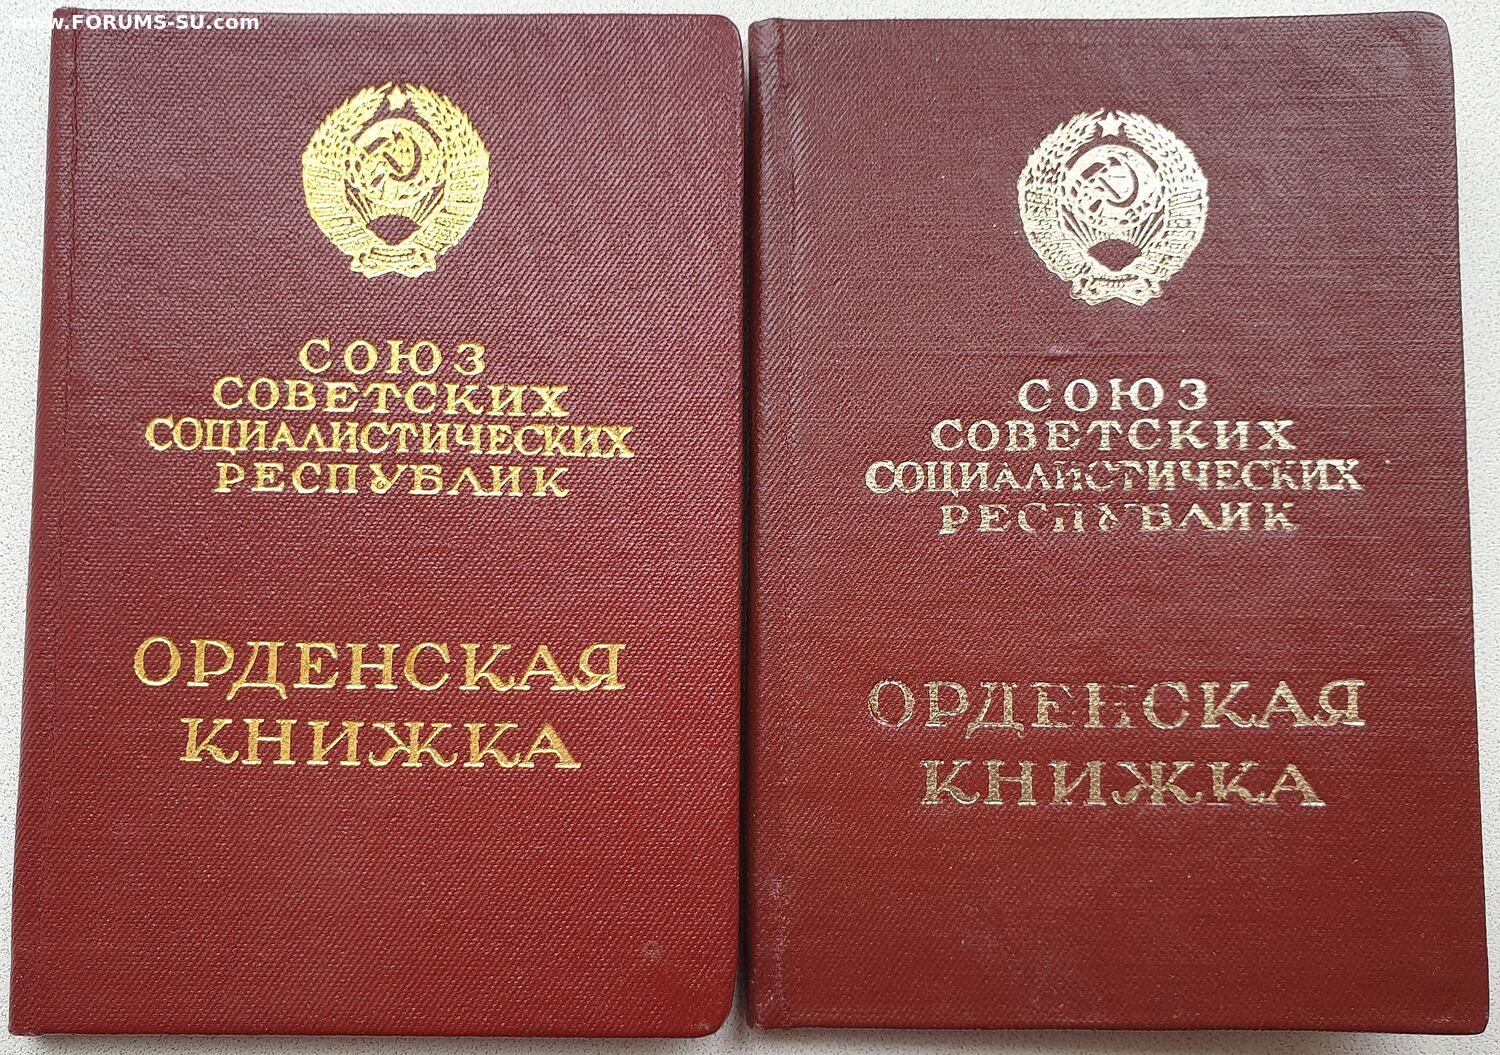 www.FORUMS-SU.com
СОЮЗ
СОВЕТСКИХ
СОЦИАЛИСТИЧЕСКИХ
РЕСПУБЛИК
ОРДЕНСКАЯ
КНИЖКА
СОЮЗ
СОВЕТСКИХ
СОЦИАЛИСТИЧЕСКИХ
РЕСПУБЛИК
ОРДЕНСКАЯ
КНИЖКА